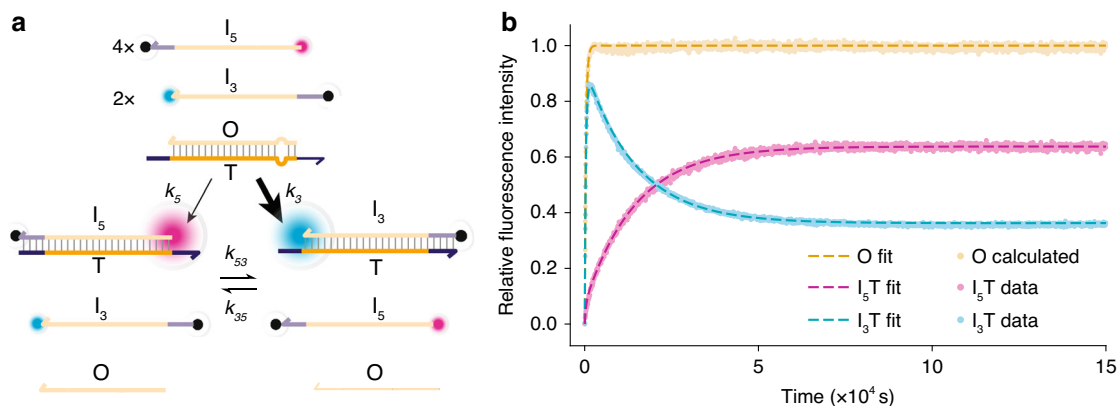 a
4× I₅
2× I₃
O
T
k₅ k₃
I₅
T
I₃
T
k₅₃
k₃₅
I₃
I₅
O
O
b
Relative fluorescence intensity
1.0
0.8
0.6
0.4
0.2
0.0
O fit
I₅T fit
I₃T fit
O calculated
I₅T data
I₃T data
0 5 10 15
Time (×10⁴ s)